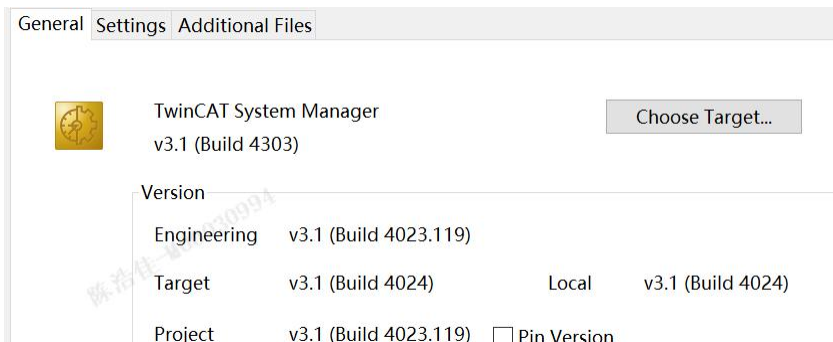 General Settings Additional Files
TwinCAT System Manager
Choose Target...
v3.1 (Build 4303)
Version
Engineering v3.1 (Build 4023.119)
Target v3.1 (Build 4024) Local v3.1 (Build 4024)
Project v3.1 (Build 4023.119) Pin Version